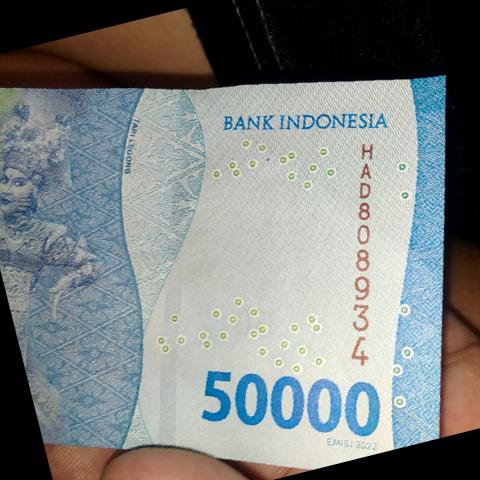 BANK INDONESIA
TARI LEGONG
HAD808934
50000
EMISI 2022